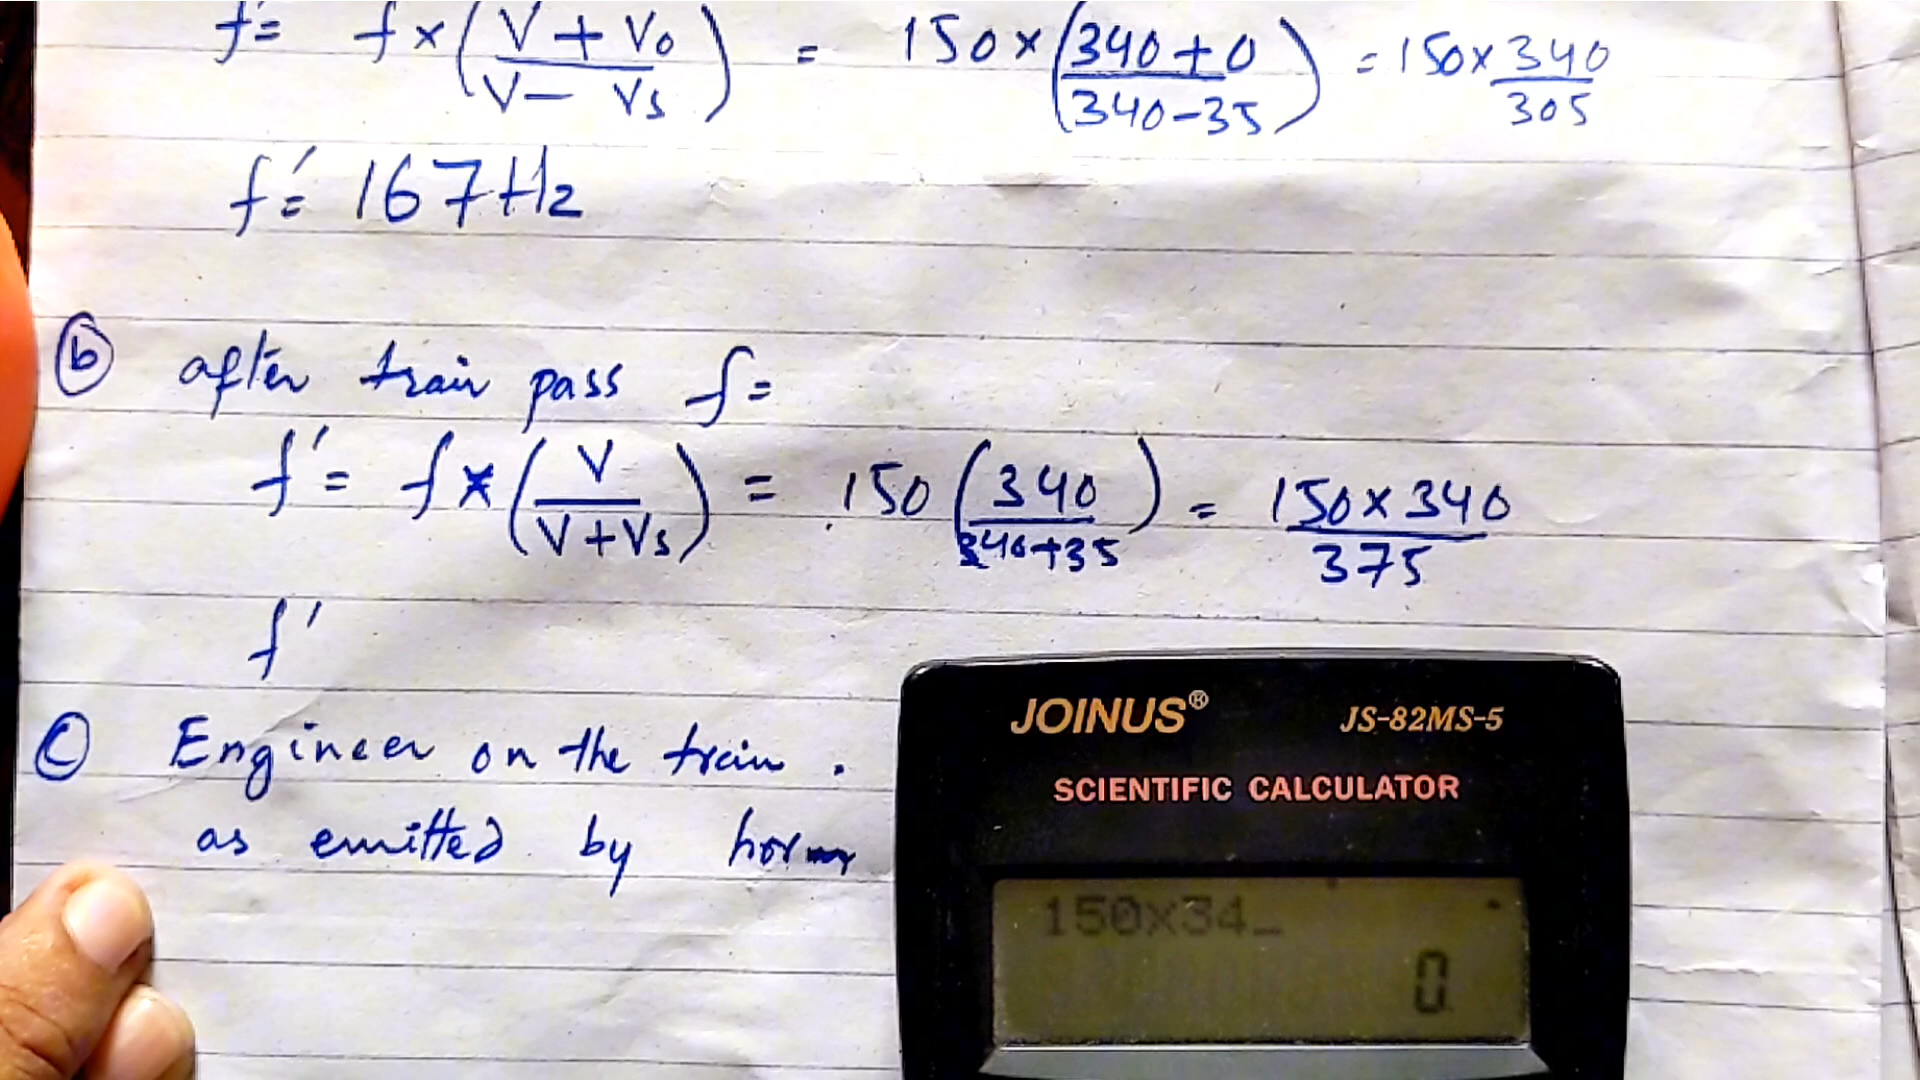 f' = f × (V + Vo / V - Vs) = 150 × (340 + 0 / 340 - 35) = 150 × 340 / 305
f' = 167 Hz
(b) after train pass f =
f' = f × (V / V + Vs) = 150 (340 / 340 + 35) = 150 × 340 / 375
f'
(c) Engineer on the train .
as emitted by horn
JOINUS® JS-82MS-5
SCIENTIFIC CALCULATOR
150×34_
0